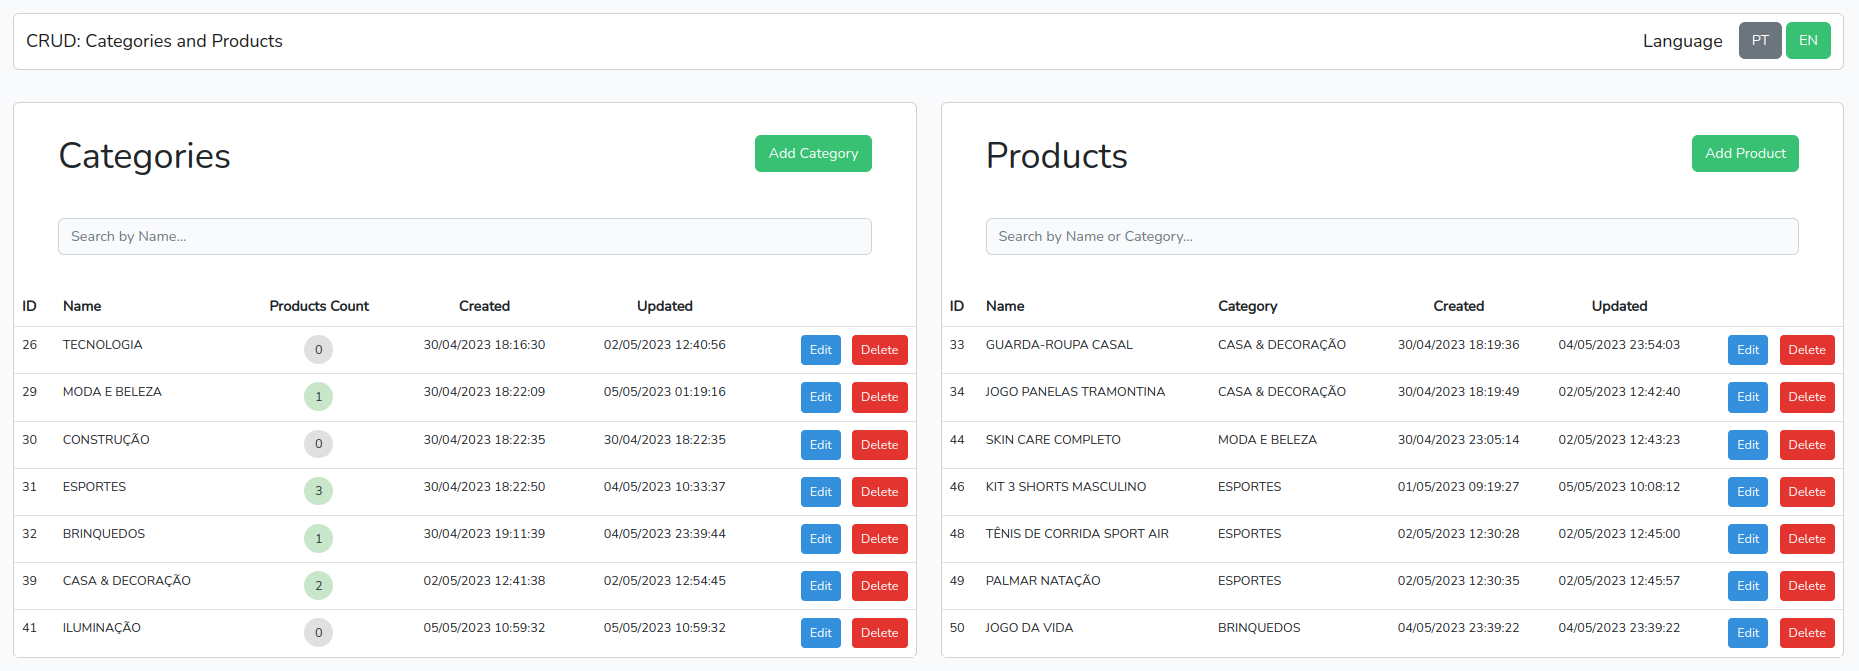 CRUD: Categories and Products Language PT EN
Categories Add Category
Search by Name...
ID Name Products Count Created Updated
26 TECNOLOGIA 0 30/04/2023 18:16:30 02/05/2023 12:40:56 Edit Delete
29 MODA E BELEZA 1 30/04/2023 18:22:09 05/05/2023 01:19:16 Edit Delete
30 CONSTRUÇÃO 0 30/04/2023 18:22:35 30/04/2023 18:22:35 Edit Delete
31 ESPORTES 3 30/04/2023 18:22:50 04/05/2023 10:33:37 Edit Delete
32 BRINQUEDOS 1 30/04/2023 19:11:39 04/05/2023 23:39:44 Edit Delete
39 CASA & DECORAÇÃO 2 02/05/2023 12:41:38 02/05/2023 12:54:45 Edit Delete
41 ILUMINAÇÃO 0 05/05/2023 10:59:32 05/05/2023 10:59:32 Edit Delete
Products Add Product
Search by Name or Category...
ID Name Category Created Updated
33 GUARDA-ROUPA CASAL CASA & DECORAÇÃO 30/04/2023 18:19:36 04/05/2023 23:54:03 Edit Delete
34 JOGO PANELAS TRAMONTINA CASA & DECORAÇÃO 30/04/2023 18:19:49 02/05/2023 12:42:40 Edit Delete
44 SKIN CARE COMPLETO MODA E BELEZA 30/04/2023 23:05:14 02/05/2023 12:43:23 Edit Delete
46 KIT 3 SHORTS MASCULINO ESPORTES 01/05/2023 09:19:27 05/05/2023 10:08:12 Edit Delete
48 TÊNIS DE CORRIDA SPORT AIR ESPORTES 02/05/2023 12:30:28 02/05/2023 12:45:00 Edit Delete
49 PALMAR NATAÇÃO ESPORTES 02/05/2023 12:30:35 02/05/2023 12:45:57 Edit Delete
50 JOGO DA VIDA BRINQUEDOS 04/05/2023 23:39:22 04/05/2023 23:39:22 Edit Delete